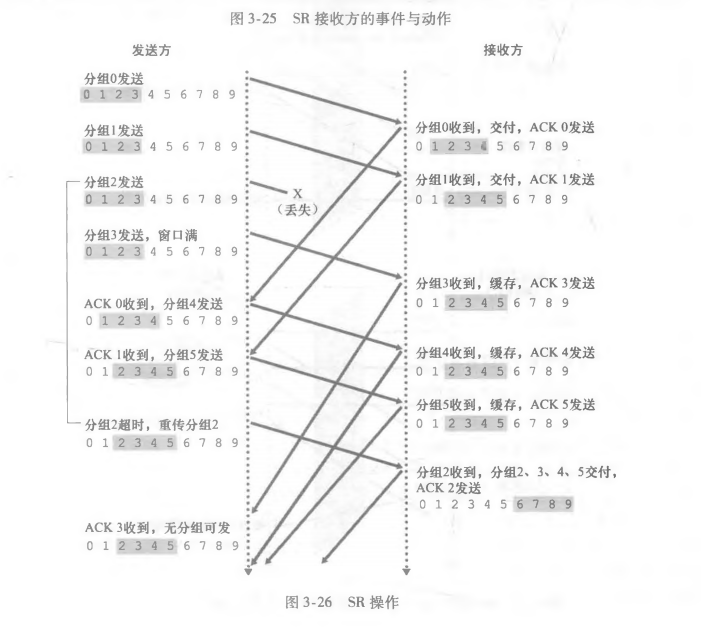 图 3-25 SR 接收方的事件与动作
发送方
接收方
分组0发送
0 1 2 3 4 5 6 7 8 9
分组0收到，交付，ACK 0发送
0 1 2 3 4 5 6 7 8 9
分组1发送
0 1 2 3 4 5 6 7 8 9
分组1收到，交付，ACK 1发送
0 1 2 3 4 5 6 7 8 9
分组2发送
0 1 2 3 4 5 6 7 8 9
X
（丢失）
分组3发送，窗口满
0 1 2 3 4 5 6 7 8 9
分组3收到，缓存，ACK 3发送
0 1 2 3 4 5 6 7 8 9
ACK 0收到，分组4发送
0 1 2 3 4 5 6 7 8 9
分组4收到，缓存，ACK 4发送
0 1 2 3 4 5 6 7 8 9
ACK 1收到，分组5发送
0 1 2 3 4 5 6 7 8 9
分组5收到，缓存，ACK 5发送
0 1 2 3 4 5 6 7 8 9
分组2超时，重传分组2
0 1 2 3 4 5 6 7 8 9
分组2收到，分组2、3、4、5交付，
ACK 2发送
0 1 2 3 4 5 6 7 8 9
ACK 3收到，无分组可发
0 1 2 3 4 5 6 7 8 9
图 3-26 SR 操作